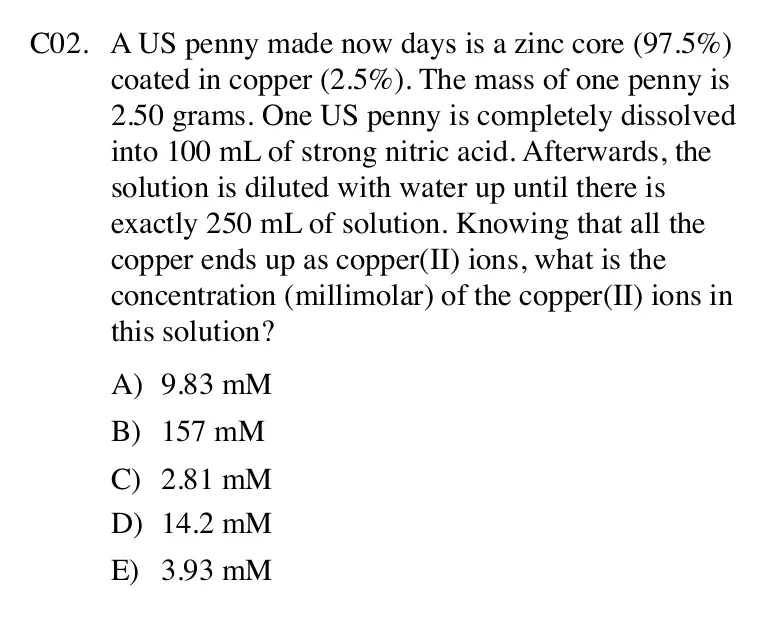 C02. A US penny made now days is a zinc core (97.5%)
coated in copper (2.5%). The mass of one penny is
2.50 grams. One US penny is completely dissolved
into 100 mL of strong nitric acid. Afterwards, the
solution is diluted with water up until there is
exactly 250 mL of solution. Knowing that all the
copper ends up as copper(II) ions, what is the
concentration (millimolar) of the copper(II) ions in
this solution?
A) 9.83 mM
B) 157 mM
C) 2.81 mM
D) 14.2 mM
E) 3.93 mM